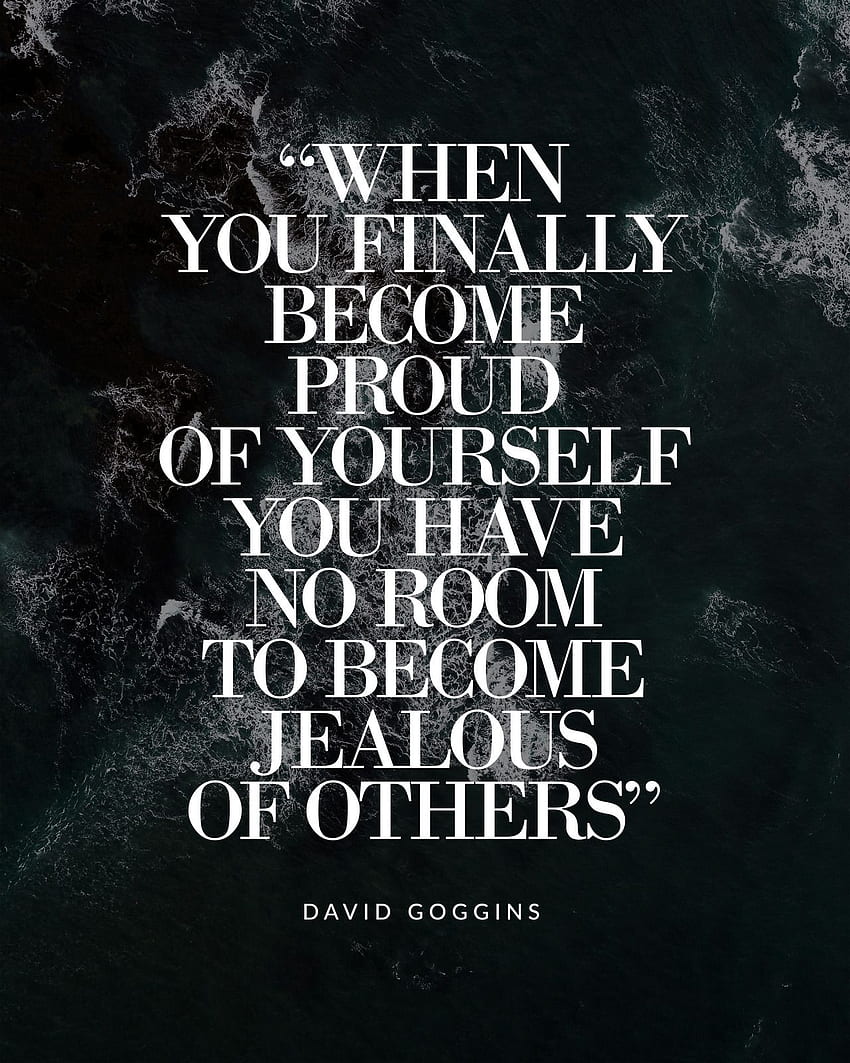 “WHEN
YOU FINALLY
BECOME
PROUD
OF YOURSELF
YOU HAVE
NO ROOM
TO BECOME
JEALOUS
OF OTHERS”
DAVID GOGGINS